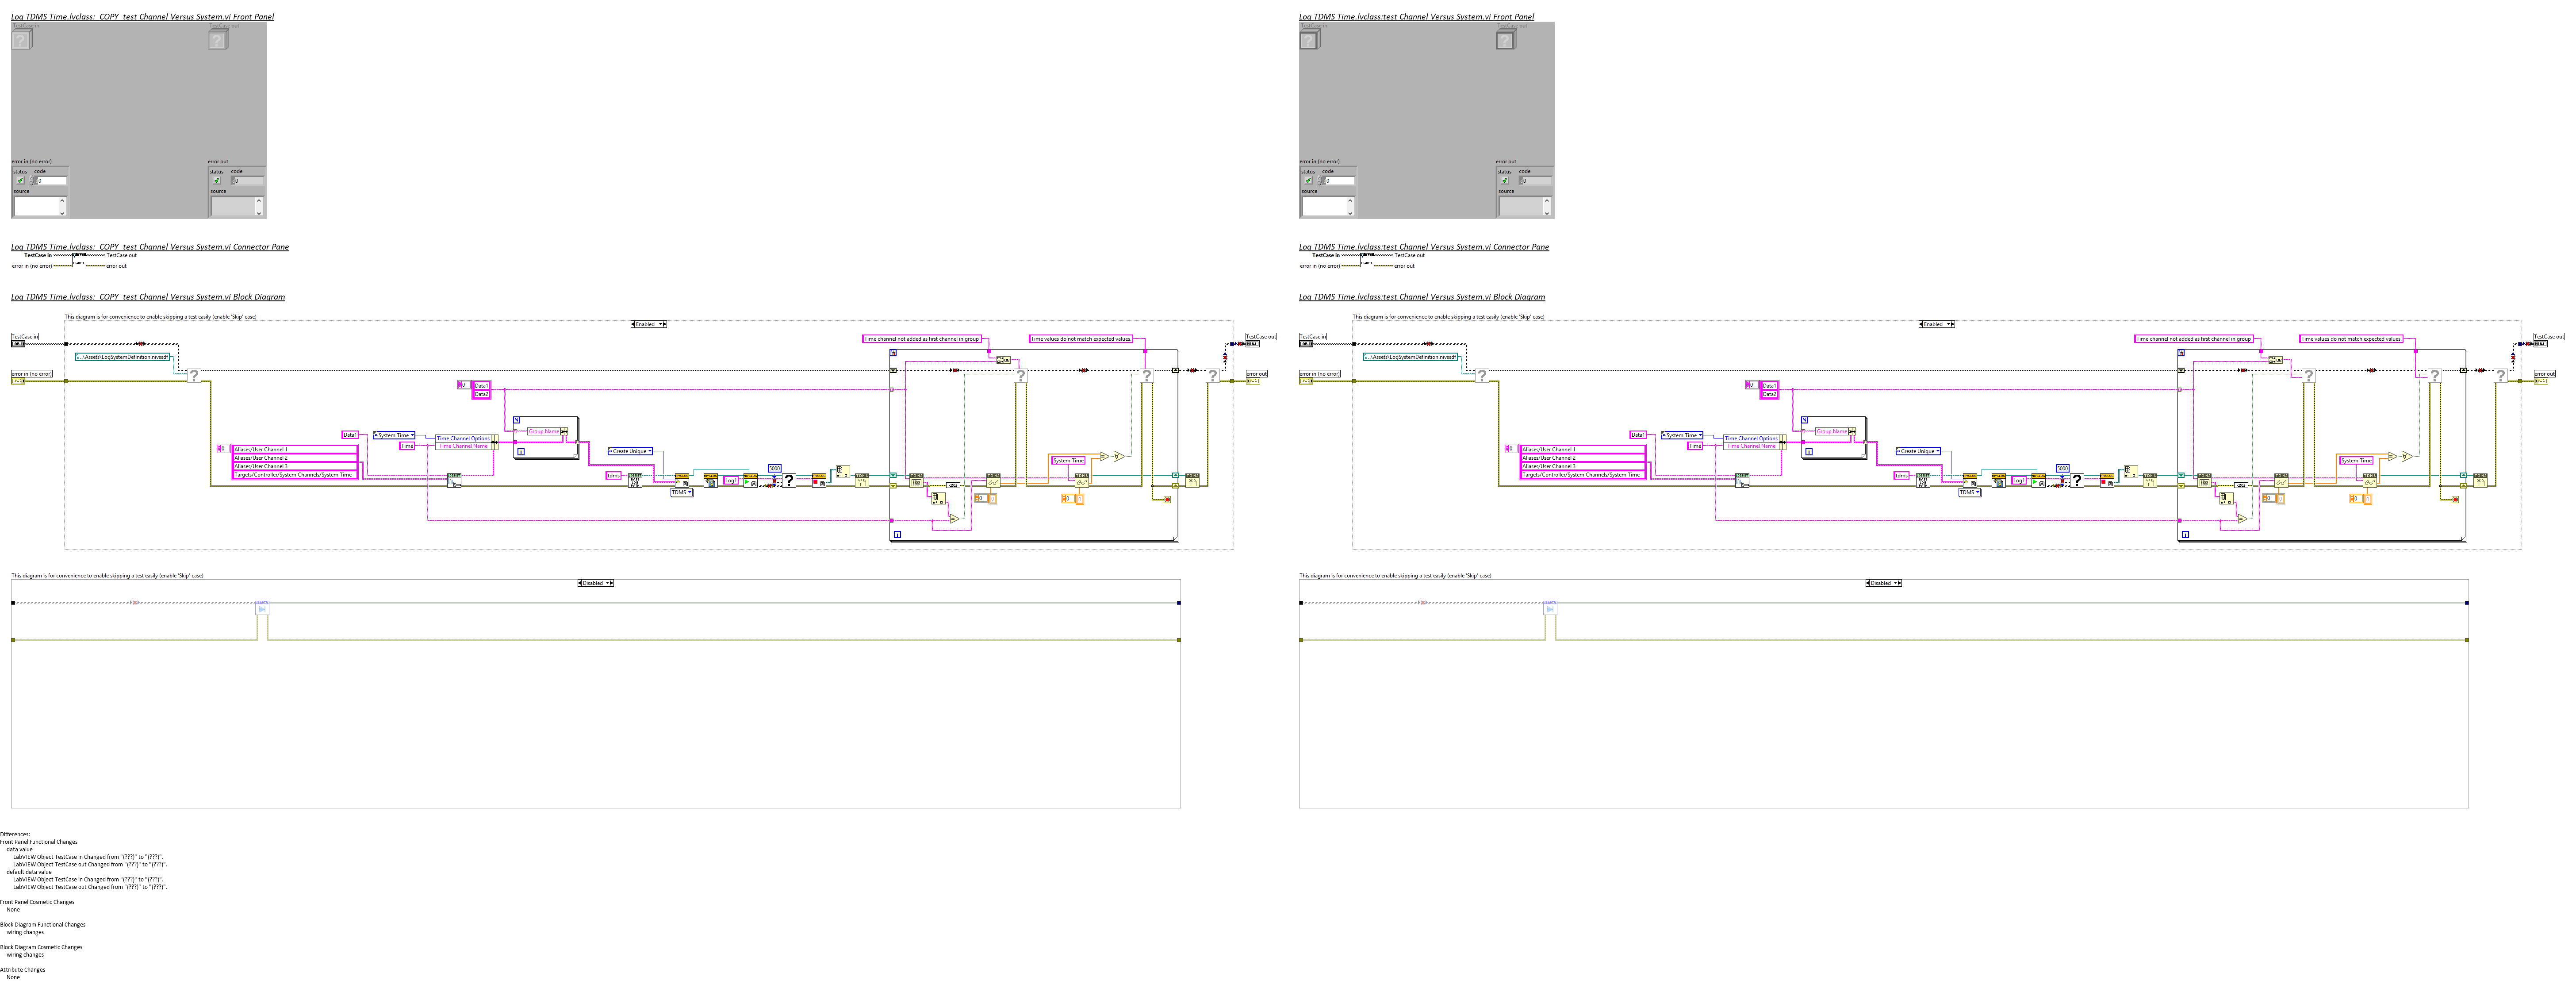 Log TDMS Time.lvclass:_COPY_test Channel Versus System.vi Front Panel
TestCase in
TestCase out
error in (no error)
error out
status code
0
source
status code
0
source
Log TDMS Time.lvclass:_COPY_test Channel Versus System.vi Connector Pane
TestCase in
TestCase out
error in (no error)
error out
Log TDMS Time.lvclass:_COPY_test Channel Versus System.vi Block Diagram
This diagram is for convenience to enable skipping a test easily (enable 'Skip' case)
Enabled
TestCase in
Time channel not added as first channel in group
Time values do not match expected values.
TestCase out
..\Assets\LogSystemDefinition.nivssdf
error in (no error)
error out
0
Data1
Data2
Group Name
Data1
System Time
Time Channel Options
Time
Time Channel Name
Create Unique
0
Aliases/User Channel 1
Aliases/User Channel 2
Aliases/User Channel 3
Targets/Controller/System Channels/System Time
System Time
5000
tdms
Log1
TDMS
0
0
This diagram is for convenience to enable skipping a test easily (enable 'Skip' case)
Disabled
Differences:
Front Panel Functional Changes
data value
LabVIEW Object TestCase in Changed from "(???)" to "(???)".
LabVIEW Object TestCase out Changed from "(???)" to "(???)".
default data value
LabVIEW Object TestCase in Changed from "(???)" to "(???)".
LabVIEW Object TestCase out Changed from "(???)" to "(???)".
Front Panel Cosmetic Changes
None
Block Diagram Functional Changes
wiring changes
Block Diagram Cosmetic Changes
wiring changes
Attribute Changes
None
Log TDMS Time.lvclass:test Channel Versus System.vi Front Panel
TestCase in
TestCase out
error in (no error)
error out
status code
0
source
status code
0
source
Log TDMS Time.lvclass:test Channel Versus System.vi Connector Pane
TestCase in
TestCase out
error in (no error)
error out
Log TDMS Time.lvclass:test Channel Versus System.vi Block Diagram
This diagram is for convenience to enable skipping a test easily (enable 'Skip' case)
Enabled
TestCase in
Time channel not added as first channel in group
Time values do not match expected values.
TestCase out
..\Assets\LogSystemDefinition.nivssdf
error in (no error)
error out
0
Data1
Data2
Group Name
Data1
System Time
Time Channel Options
Time
Time Channel Name
Create Unique
0
Aliases/User Channel 1
Aliases/User Channel 2
Aliases/User Channel 3
Targets/Controller/System Channels/System Time
System Time
5000
tdms
Log1
TDMS
0
0
This diagram is for convenience to enable skipping a test easily (enable 'Skip' case)
Disabled